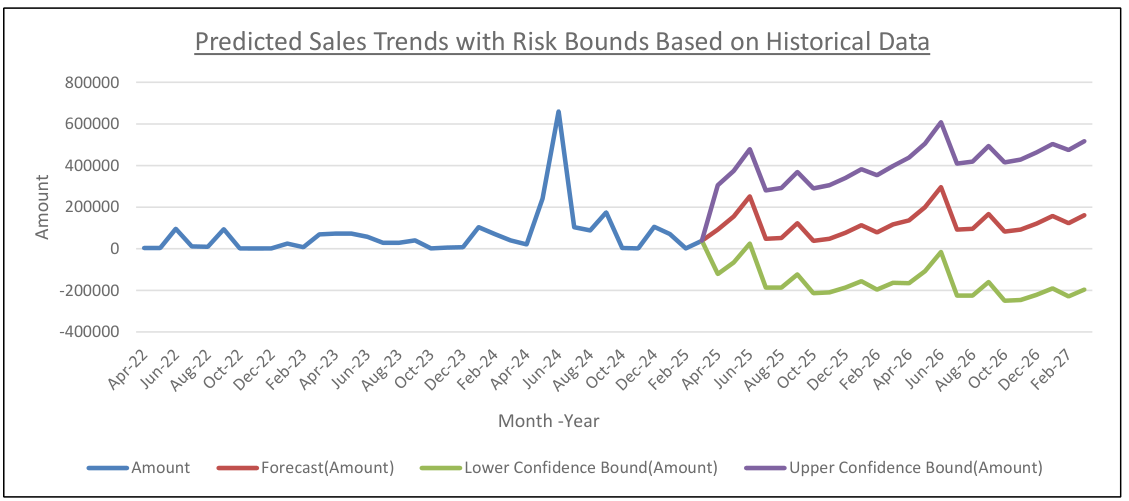 Predicted Sales Trends with Risk Bounds Based on Historical Data
800000
600000
400000
200000
0
-200000
-400000
Amount
Apr-22
Jun-22
Aug-22
Oct-22
Dec-22
Feb-23
Apr-23
Jun-23
Aug-23
Oct-23
Dec-23
Feb-24
Apr-24
Jun-24
Aug-24
Oct-24
Dec-24
Feb-25
Apr-25
Jun-25
Aug-25
Oct-25
Dec-25
Feb-26
Apr-26
Jun-26
Aug-26
Oct-26
Dec-26
Feb-27
Month -Year
Amount
Forecast(Amount)
Lower Confidence Bound(Amount)
Upper Confidence Bound(Amount)